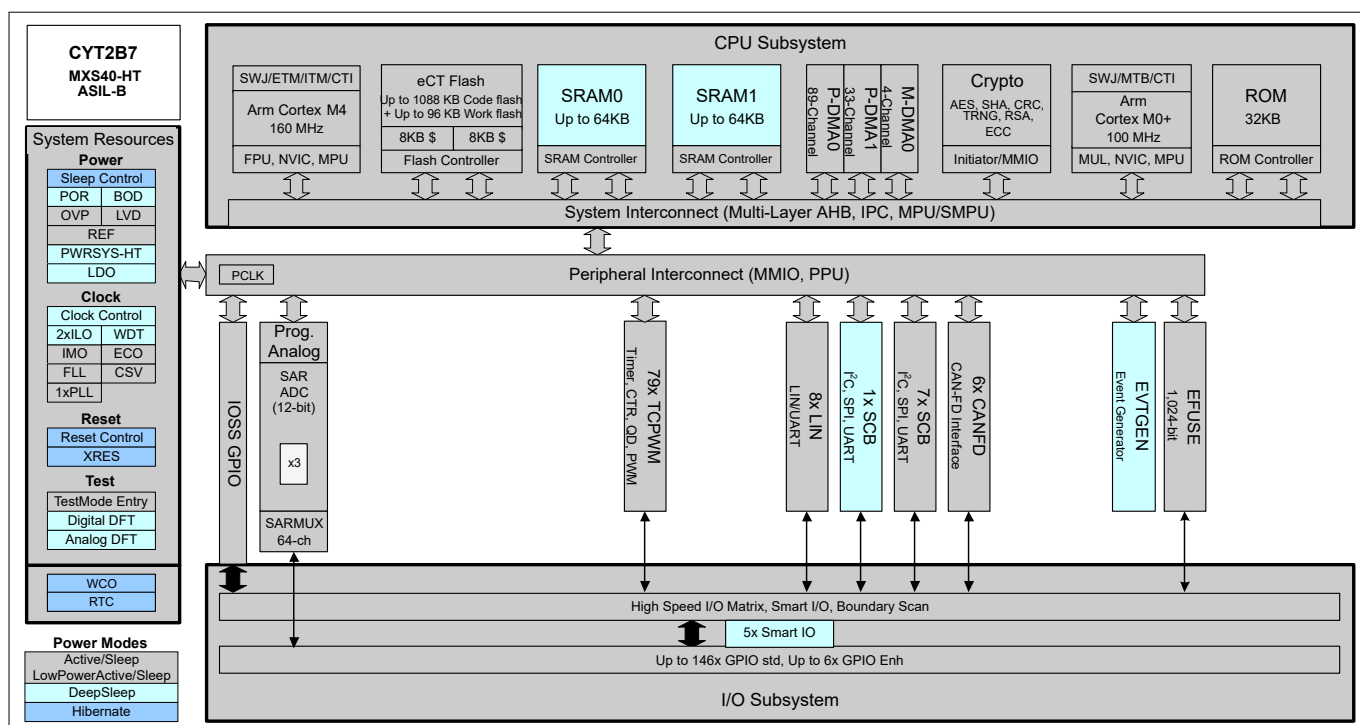 CYT2B7
MXS40-HT
ASIL-B
System Resources
Power
Sleep Control
POR BOD
OVP LVD
REF
PWRSYS-HT
LDO
Clock
Clock Control
2xILO WDT
IMO ECO
FLL CSV
1xPLL
Reset
Reset Control
XRES
Test
TestMode Entry
Digital DFT
Analog DFT
WCO
RTC
Power Modes
Active/Sleep
LowPowerActive/Sleep
DeepSleep
Hibernate
CPU Subsystem
SWJ/ETM/ITM/CTI
Arm Cortex M4
160 MHz
FPU, NVIC, MPU
eCT Flash
Up to 1088 KB Code flash
+ Up to 96 KB Work flash
8KB $ 8KB $
Flash Controller
SRAM0
Up to 64KB
SRAM Controller
SRAM1
Up to 64KB
SRAM Controller
P-DMA0
89-Channel
P-DMA1
33-Channel
M-DMA0
4-Channel
Crypto
AES, SHA, CRC,
TRNG, RSA,
ECC
Initiator/MMIO
SWJ/MTB/CTI
Arm
Cortex M0+
100 MHz
MUL, NVIC, MPU
ROM
32KB
ROM Controller
System Interconnect (Multi-Layer AHB, IPC, MPU/SMPU)
PCLK
Peripheral Interconnect (MMIO, PPU)
IOSS GPIO
Prog.
Analog
SAR
ADC
(12-bit)
x3
SARMUX
64-ch
79x TCPWM
Timer, CTR, QD, PWM
8x LIN
LIN/UART
1x SCB
I²C, SPI, UART
7x SCB
I²C, SPI, UART
6x CANFD
CAN-FD Interface
EVTGEN
Event Generator
EFUSE
1,024-bit
High Speed I/O Matrix, Smart I/O, Boundary Scan
5x Smart IO
Up to 146x GPIO std, Up to 6x GPIO Enh
I/O Subsystem